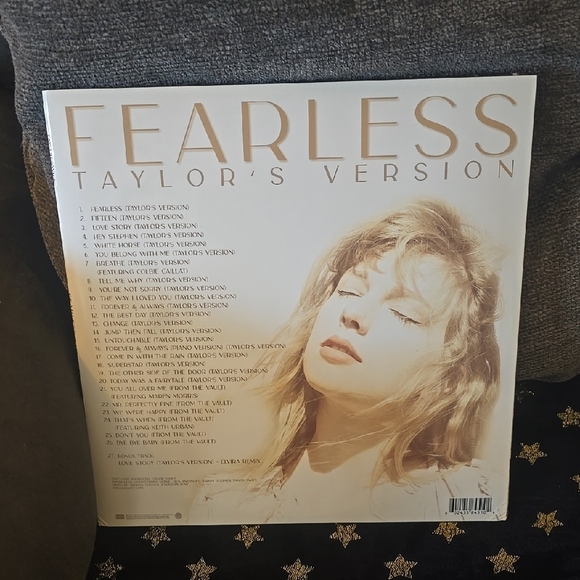 FEARLESS
TAYLOR'S VERSION
1. FEARLESS (TAYLOR'S VERSION)
2. FIFTEEN (TAYLOR'S VERSION)
3. LOVE STORY (TAYLOR'S VERSION)
4. HEY STEPHEN (TAYLOR'S VERSION)
5. WHITE HORSE (TAYLOR'S VERSION)
6. YOU BELONG WITH ME (TAYLOR'S VERSION)
7. BREATHE (TAYLOR'S VERSION)
(FEATURING COLBIE CAILLAT)
8. TELL ME WHY (TAYLOR'S VERSION)
9. YOU'RE NOT SORRY (TAYLOR'S VERSION)
10. THE WAY I LOVED YOU (TAYLOR'S VERSION)
11. FOREVER & ALWAYS (TAYLOR'S VERSION)
12. THE BEST DAY (TAYLOR'S VERSION)
13. CHANGE (TAYLOR'S VERSION)
14. JUMP THEN FALL (TAYLOR'S VERSION)
15. UNTOUCHABLE (TAYLOR'S VERSION)
16. FOREVER & ALWAYS (PIANO VERSION) (TAYLOR'S VERSION)
17. COME IN WITH THE RAIN (TAYLOR'S VERSION)
18. SUPERSTAR (TAYLOR'S VERSION)
19. THE OTHER SIDE OF THE DOOR (TAYLOR'S VERSION)
20. TODAY WAS A FAIRYTALE (TAYLOR'S VERSION)
21. YOU ALL OVER ME (FROM THE VAULT)
(FEATURING MAREN MORRIS)
22. MR. PERFECTLY FINE (FROM THE VAULT)
23. WE WERE HAPPY (FROM THE VAULT)
24. THAT'S WHEN (FROM THE VAULT)
(FEATURING KEITH URBAN)
25. DON'T YOU (FROM THE VAULT)
26. BYE BYE BABY (FROM THE VAULT)
27. BONUS TRACK
LOVE STORY (TAYLOR'S VERSION) - ELVIRA REMIX